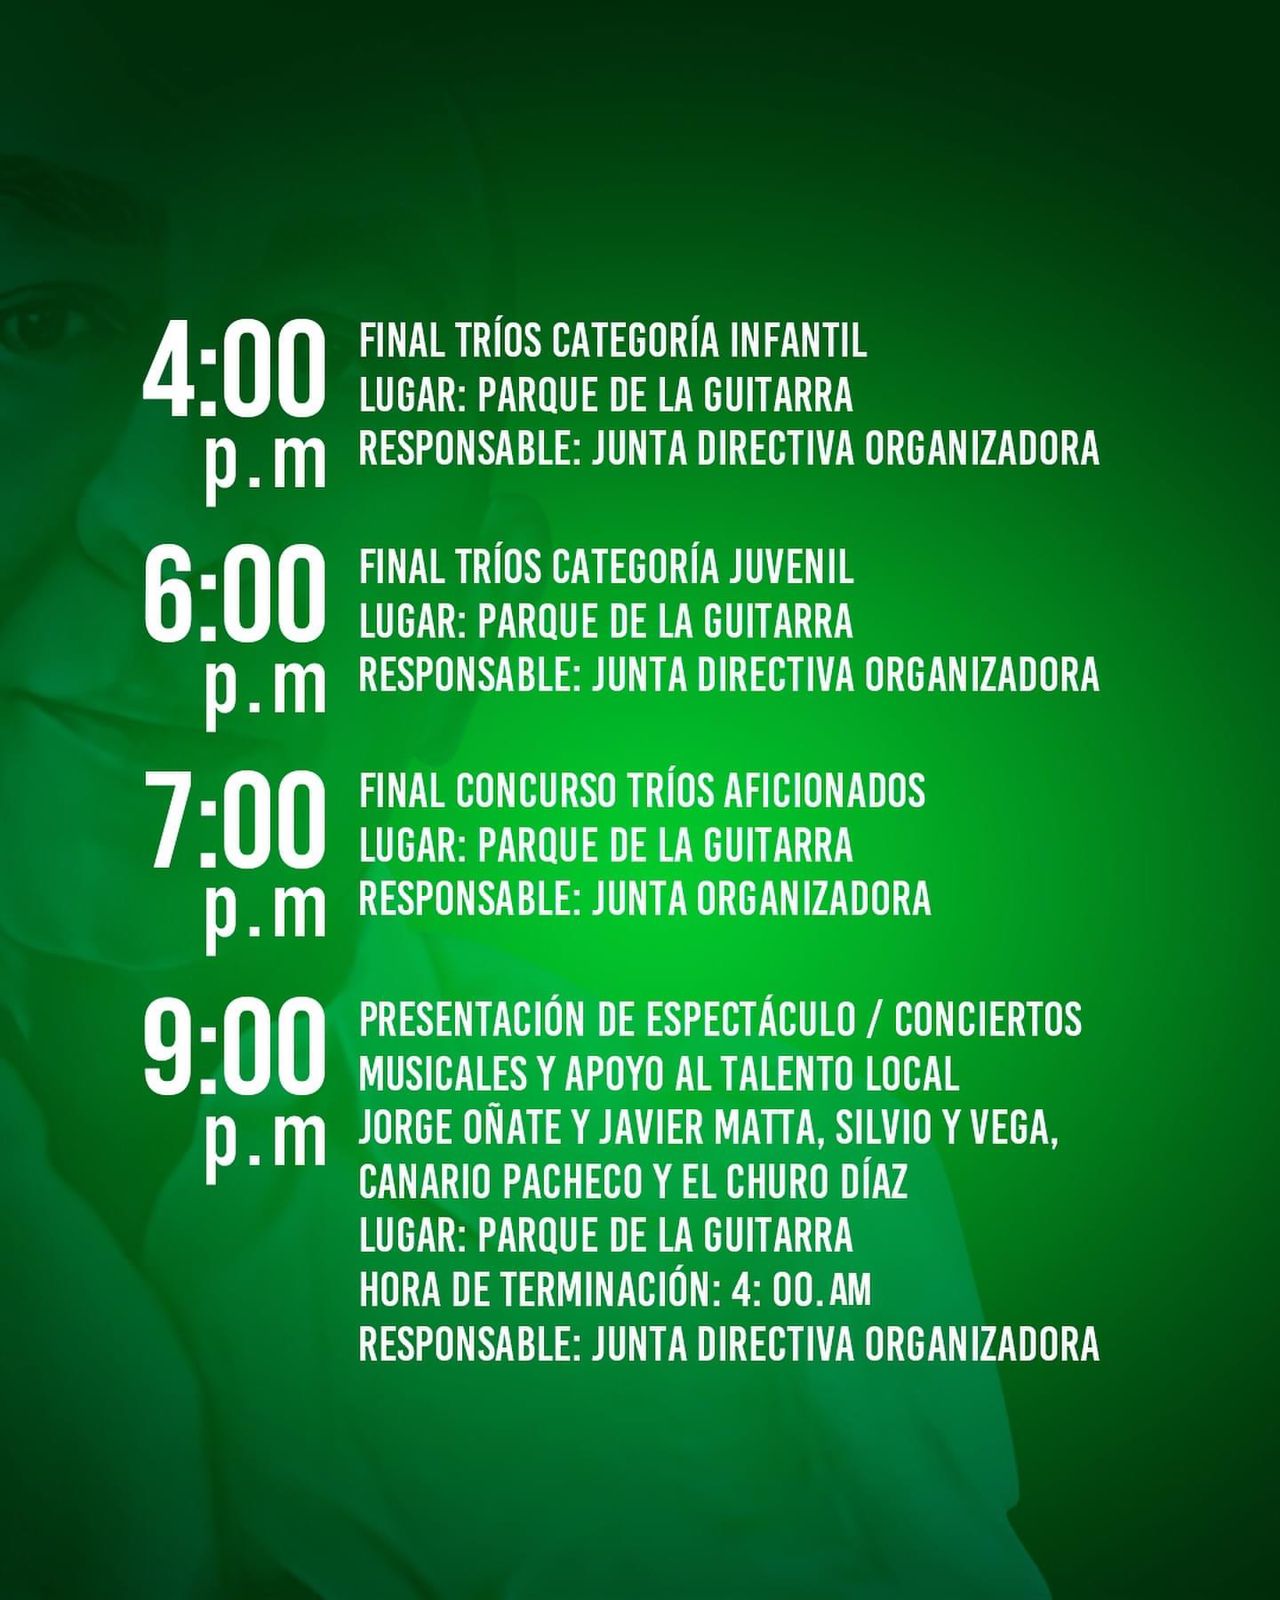 4:00
p.m
FINAL TRÍOS CATEGORÍA INFANTIL
LUGAR: PARQUE DE LA GUITARRA
RESPONSABLE: JUNTA DIRECTIVA ORGANIZADORA
6:00
p.m
FINAL TRÍOS CATEGORÍA JUVENIL
LUGAR: PARQUE DE LA GUITARRA
RESPONSABLE: JUNTA DIRECTIVA ORGANIZADORA
7:00
p.m
FINAL CONCURSO TRÍOS AFICIONADOS
LUGAR: PARQUE DE LA GUITARRA
RESPONSABLE: JUNTA ORGANIZADORA
9:00
p.m
PRESENTACIÓN DE ESPECTÁCULO / CONCIERTOS
MUSICALES Y APOYO AL TALENTO LOCAL
JORGE OÑATE Y JAVIER MATTA, SILVIO Y VEGA,
CANARIO PACHECO Y EL CHURO DÍAZ
LUGAR: PARQUE DE LA GUITARRA
HORA DE TERMINACIÓN: 4: 00.AM
RESPONSABLE: JUNTA DIRECTIVA ORGANIZADORA